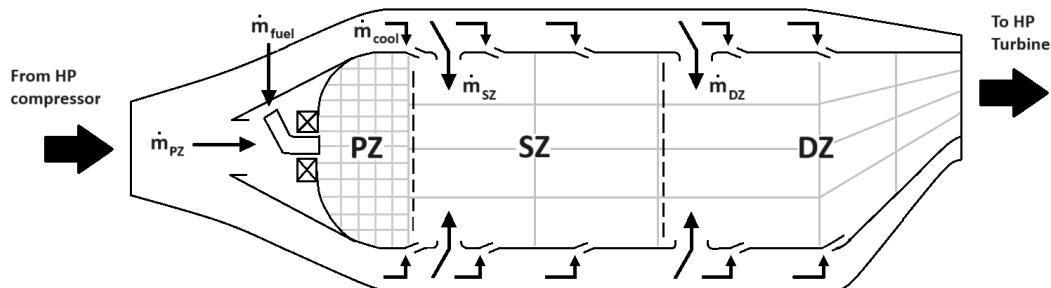 From HP
compressor
ṁPZ
ṁfuel
ṁcool
PZ
ṁSZ
SZ
ṁDZ
DZ
To HP
Turbine